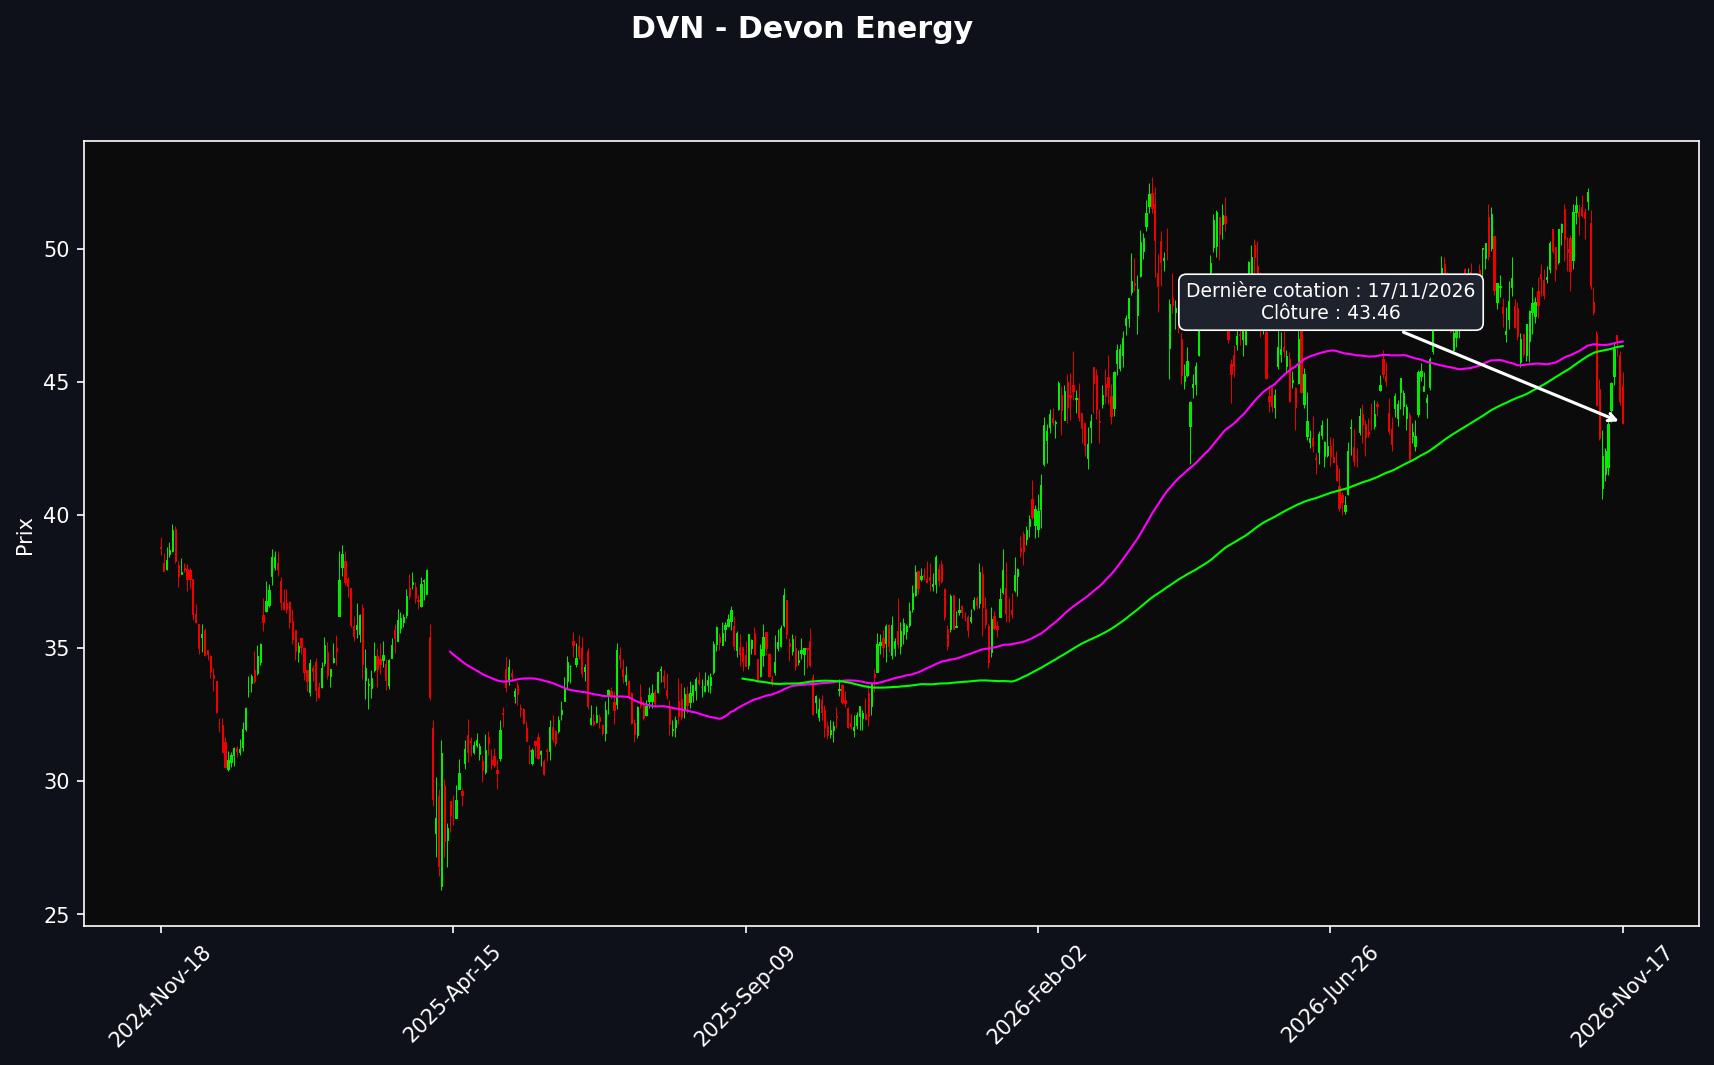 DVN - Devon Energy
Prix
50
45
40
35
30
25
Dernière cotation : 17/11/2026
Clôture : 43.46
2024-Nov-18
2025-Apr-15
2025-Sep-09
2026-Feb-02
2026-Jun-26
2026-Nov-17